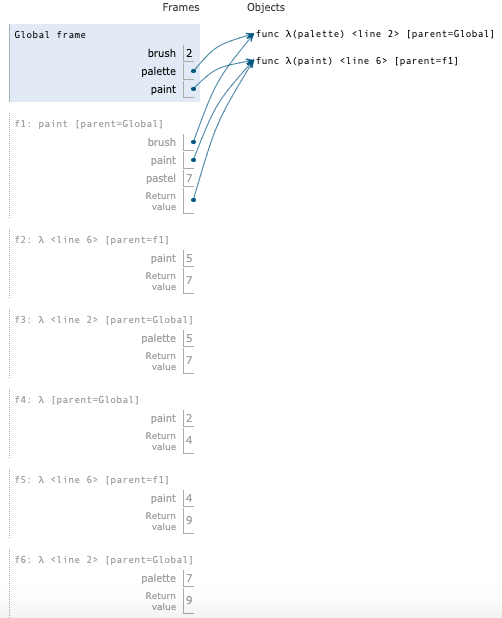 Frames Objects
Global frame
brush 2
palette
paint
func λ(palette) <line 2> [parent=Global]
func λ(paint) <line 6> [parent=f1]
f1: paint [parent=Global]
brush
paint
pastel 7
Return
value
f2: λ <line 6> [parent=f1]
paint 5
Return
value 7
f3: λ <line 2> [parent=Global]
palette 5
Return
value 7
f4: λ [parent=Global]
paint 2
Return
value 4
f5: λ <line 6> [parent=f1]
paint 4
Return
value 9
f6: λ <line 2> [parent=Global]
palette 7
Return
value 9